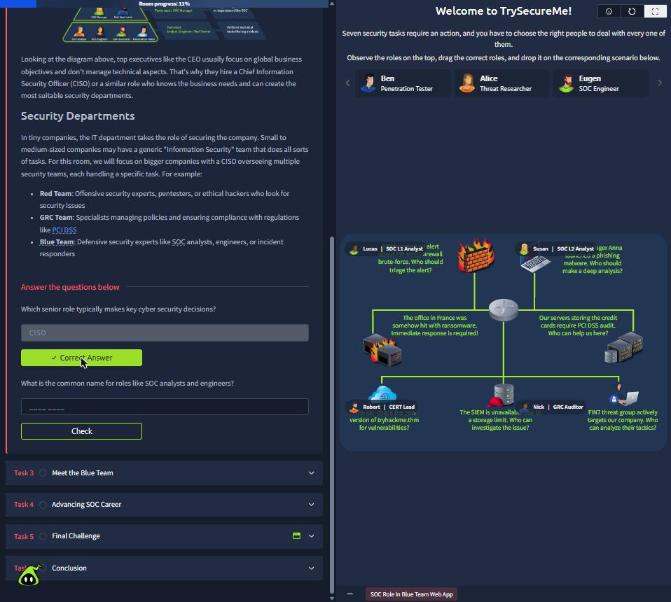 Room progress: 11%
Looking at the diagram above, top executives like the CEO usually focus on global business
objectives and don't manage technical aspects. That's why they hire a Chief Information
Security Officer (CISO) or a similar role who knows the business needs and can create the
most suitable security departments.
Security Departments
In tiny companies, the IT department takes the role of securing the company. Small to
medium-sized companies may have a generic "Information Security" team that does all sorts
of tasks. For this room, we will focus on bigger companies with a CISO overseeing multiple
security teams, each handling a specific task. For example:
• Red Team: Offensive security experts, pentesters, or ethical hackers who look for
security issues
• GRC Team: Specialists managing policies and ensuring compliance with regulations
like PCI DSS
• Blue Team: Defensive security experts like SOC analysts, engineers, or incident
responders
Answer the questions below
Which senior role typically makes key cyber security decisions?
CISO
✓ Correct Answer
What is the common name for roles like SOC analysts and engineers?
____ ____
Check
Task 3 Meet the Blue Team
Task 4 Advancing SOC Career
Task 5 Final Challenge
Conclusion
Welcome to TrySecureMe!
Seven security tasks require an action, and you have to choose the right people to deal with every one of
them.
Observe the roles on the top, drag the correct roles, and drop it on the corresponding scenario below.
Ben
Penetration Tester
Alice
Threat Researcher
Eugen
SOC Engineer
Lucas | SOC L1 Analyst
alert
brute-force. Who should
triage the alert?
Susan | SOC L2 Analyst
Anna
phishing
malware. Who should
make a deep analysis?
The office in France was
somehow hit with ransomware.
Immediate response is required!
Our servers storing the credit
cards require PCI DSS audit.
Who can help us here?
Robert | CERT Lead
version of tryhackme.thm
for vulnerabilities?
The SIEM is unavailable
a storage limit. Who can
investigate the issue?
Nick | GRC Auditor
FIN7 threat group actively
targets our company. Who
can analyze their tactics?
SOC Role in Blue Team Web App